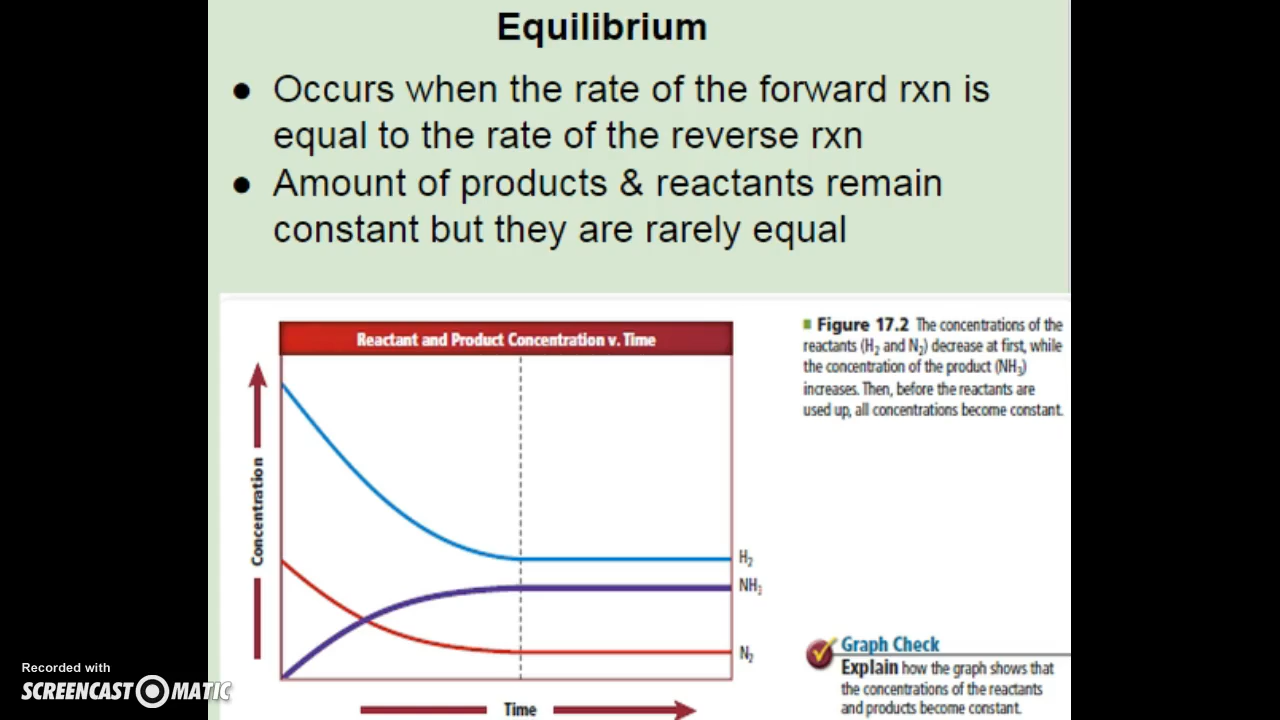 Equilibrium
● Occurs when the rate of the forward rxn is
equal to the rate of the reverse rxn
● Amount of products & reactants remain
constant but they are rarely equal
Reactant and Product Concentration v. Time
Concentration
H₂
NH₃
N₂
Time
■ Figure 17.2 The concentrations of the
reactants (H₂ and N₂) decrease at first, while
the concentration of the product (NH₃)
increases. Then, before the reactants are
used up, all concentrations become constant.
Graph Check
Explain how the graph shows that
the concentrations of the reactants
and products become constant.
Recorded with
SCREENCAST-O-MATIC